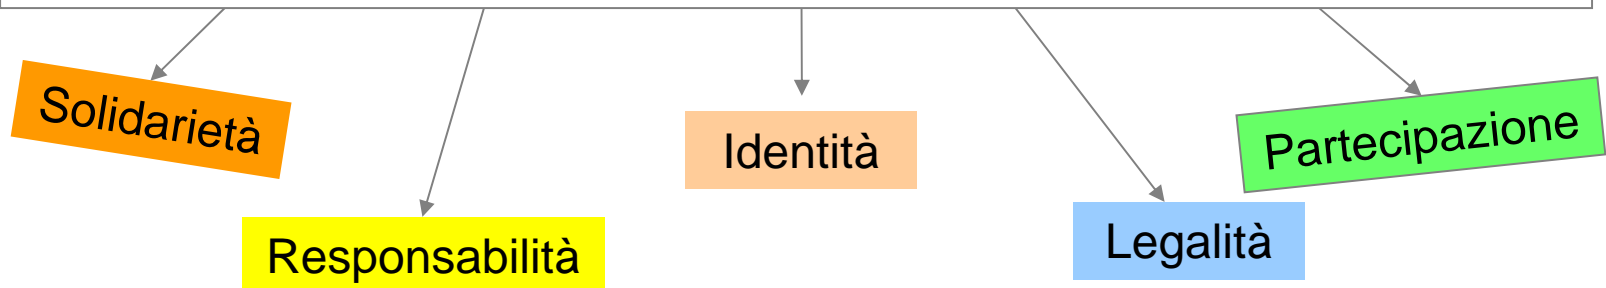 Solidarietà
Responsabilità
Identità
Legalità
Partecipazione